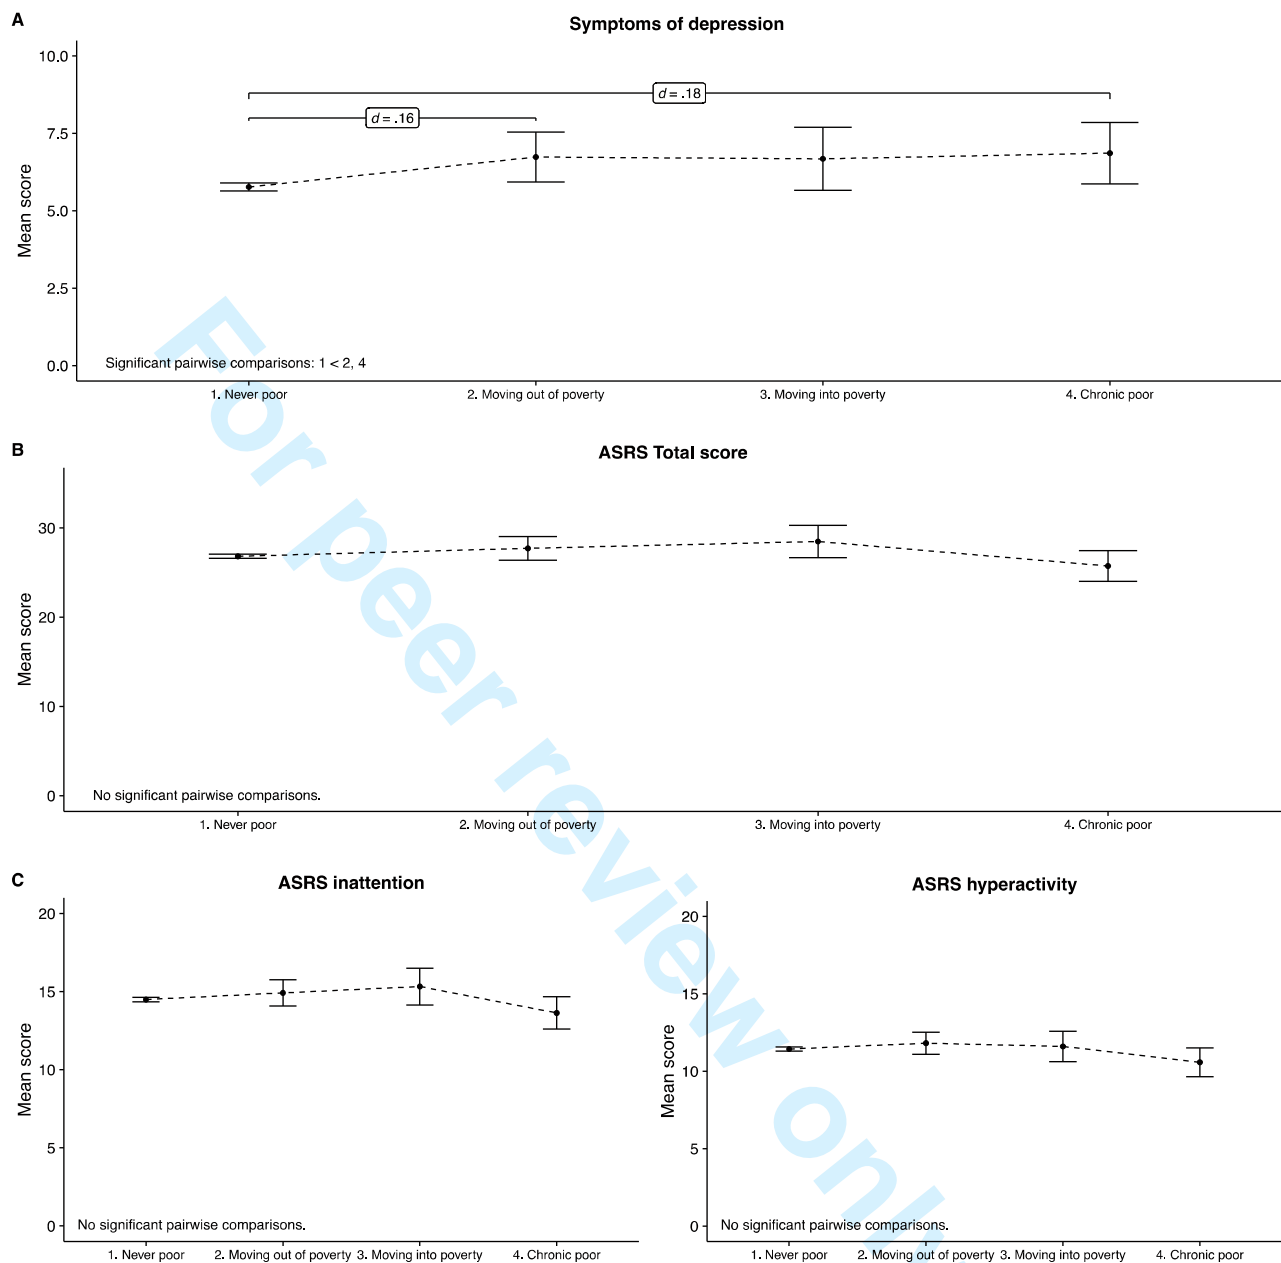 A
Symptoms of depression
10.0
7.5
5.0
2.5
0.0
Mean score
d = .18
d = .16
Significant pairwise comparisons: 1 < 2, 4
1. Never poor
2. Moving out of poverty
3. Moving into poverty
4. Chronic poor
B
ASRS Total score
30
20
10
0
Mean score
No significant pairwise comparisons.
1. Never poor
2. Moving out of poverty
3. Moving into poverty
4. Chronic poor
C
ASRS inattention
20
15
10
5
0
Mean score
No significant pairwise comparisons.
1. Never poor
2. Moving out of poverty
3. Moving into poverty
4. Chronic poor
ASRS hyperactivity
20
15
10
5
0
Mean score
No significant pairwise comparisons.
1. Never poor
2. Moving out of poverty
3. Moving into poverty
4. Chronic poor
For peer review only